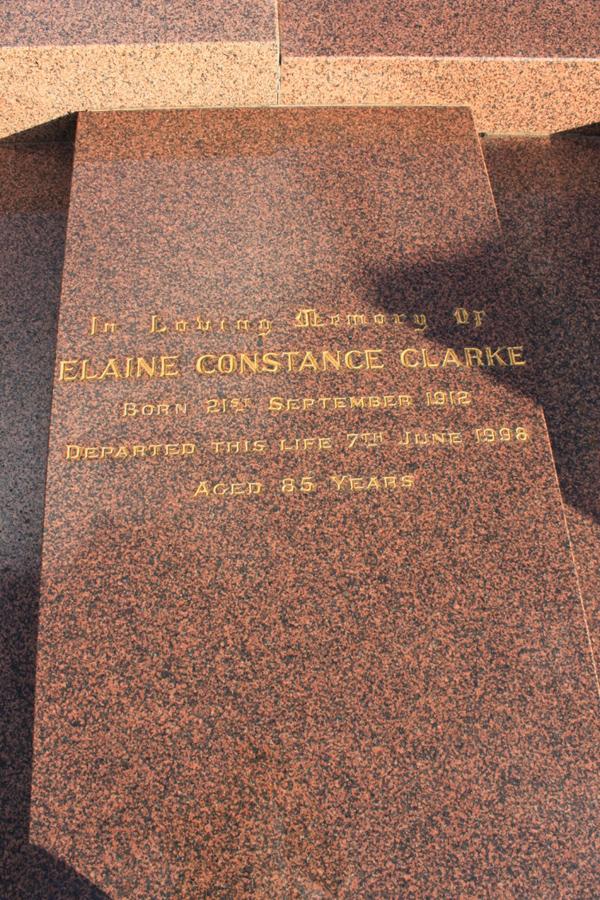 In Loving Memory Of
ELAINE CONSTANCE CLARKE
BORN 21ST SEPTEMBER 1912
DEPARTED THIS LIFE 7TH JUNE 1998
AGED 85 YEARS